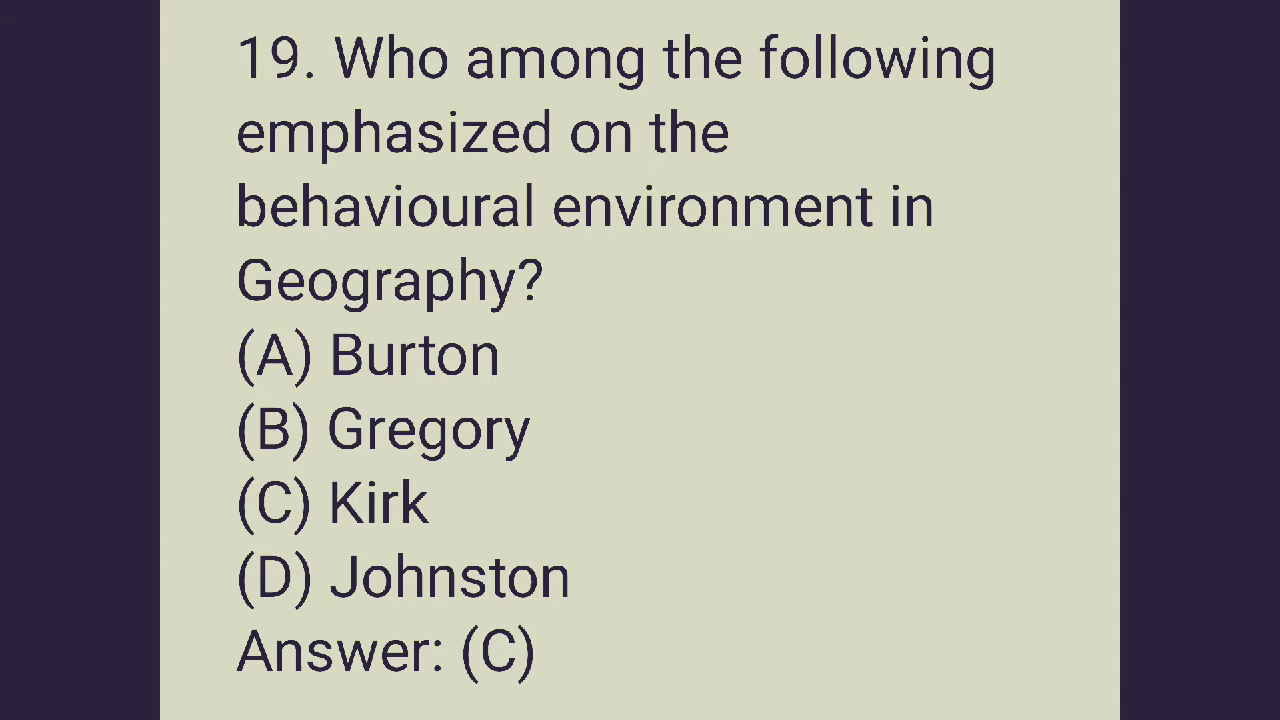 19. Who among the following
emphasized on the
behavioural environment in
Geography?
(A) Burton
(B) Gregory
(C) Kirk
(D) Johnston
Answer: (C)